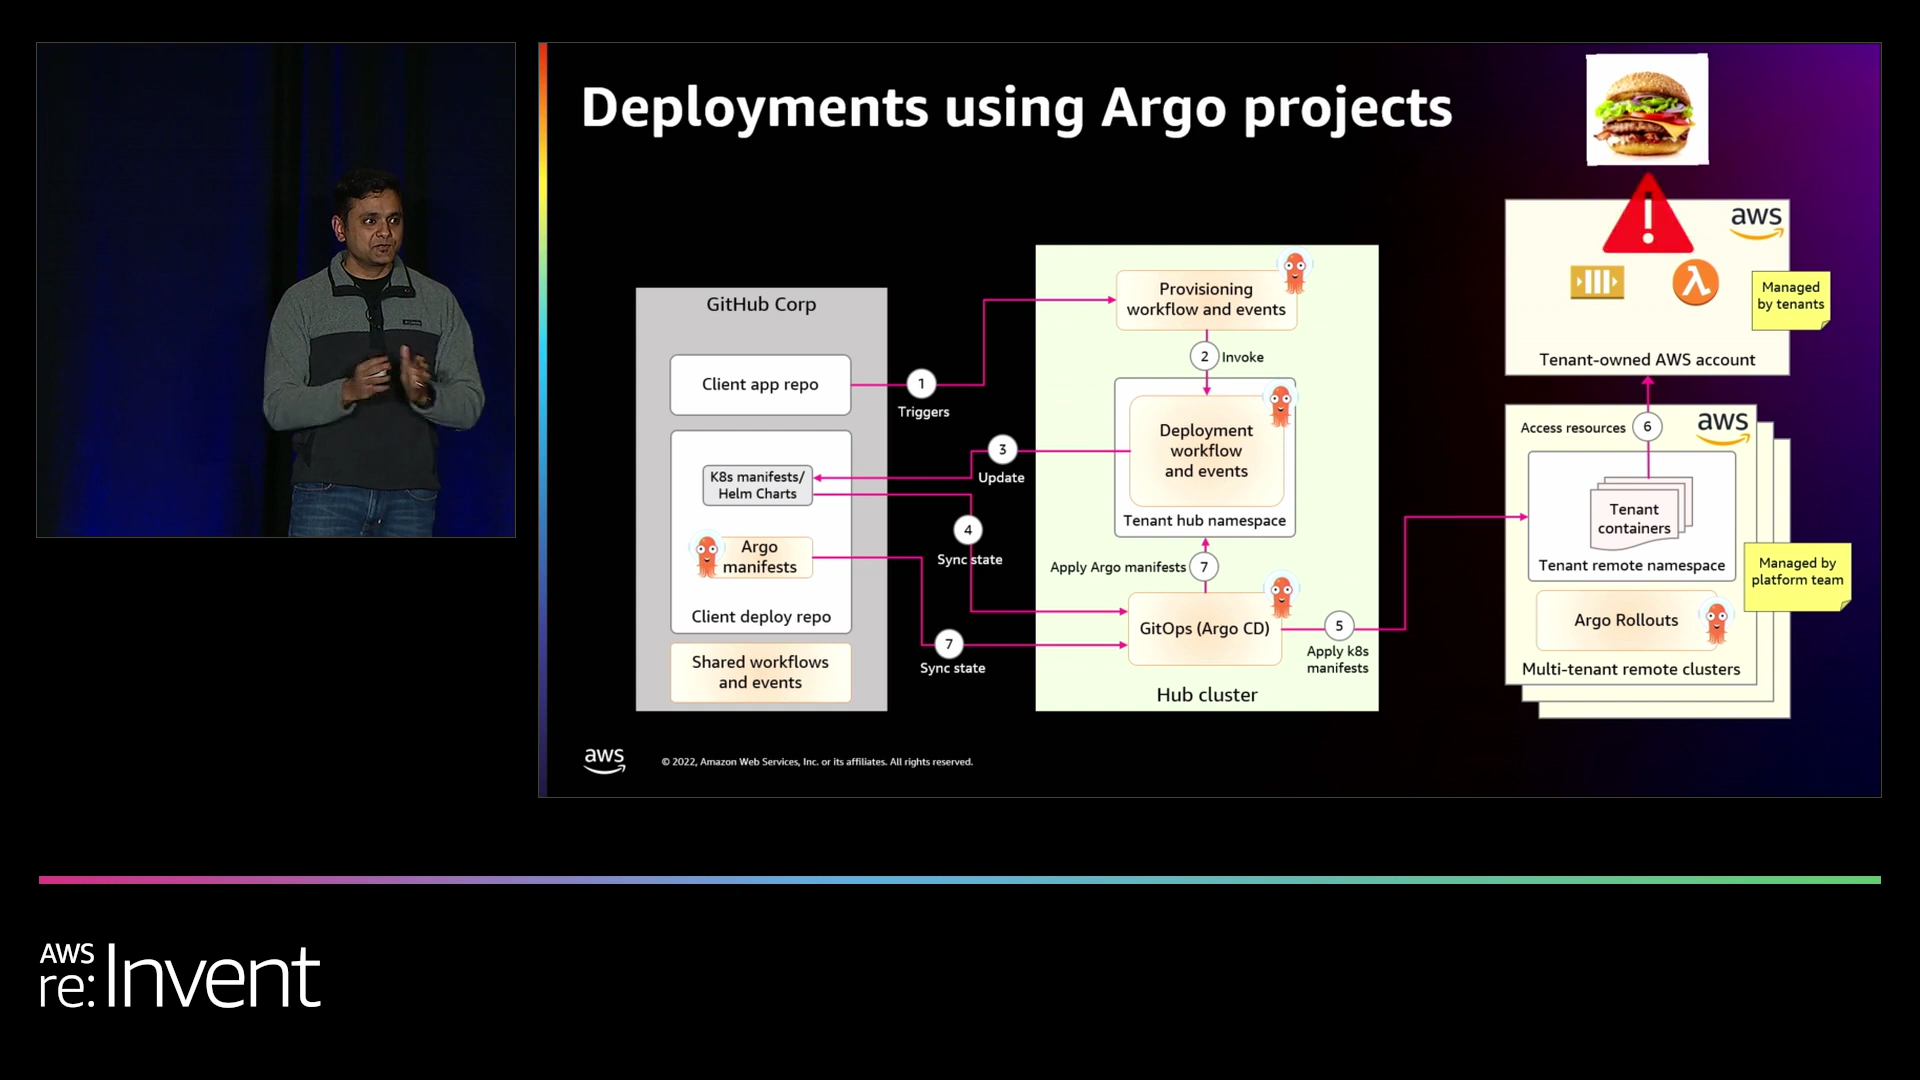 Deployments using Argo projects
GitHub Corp
Client app repo
1
Triggers
K8s manifests/
Helm Charts
Argo
manifests
Client deploy repo
Shared workflows
and events
3
Update
4
Sync state
7
Sync state
Provisioning
workflow and events
2
Invoke
Deployment
workflow
and events
Tenant hub namespace
Apply Argo manifests
7
GitOps (Argo CD)
Hub cluster
5
Apply k8s
manifests
!
aws
λ
Managed
by tenants
Tenant-owned AWS account
Access resources
6
aws
Tenant
containers
Tenant remote namespace
Managed by
platform team
Argo Rollouts
Multi-tenant remote clusters
aws
© 2022, Amazon Web Services, Inc. or its affiliates. All rights reserved.
AWS
re:Invent